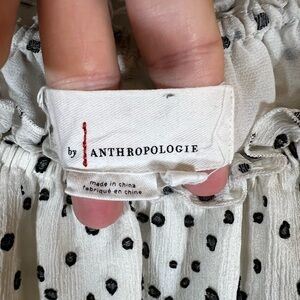 by ANTHROPOLOGIE
made in china
fabriqué en chine